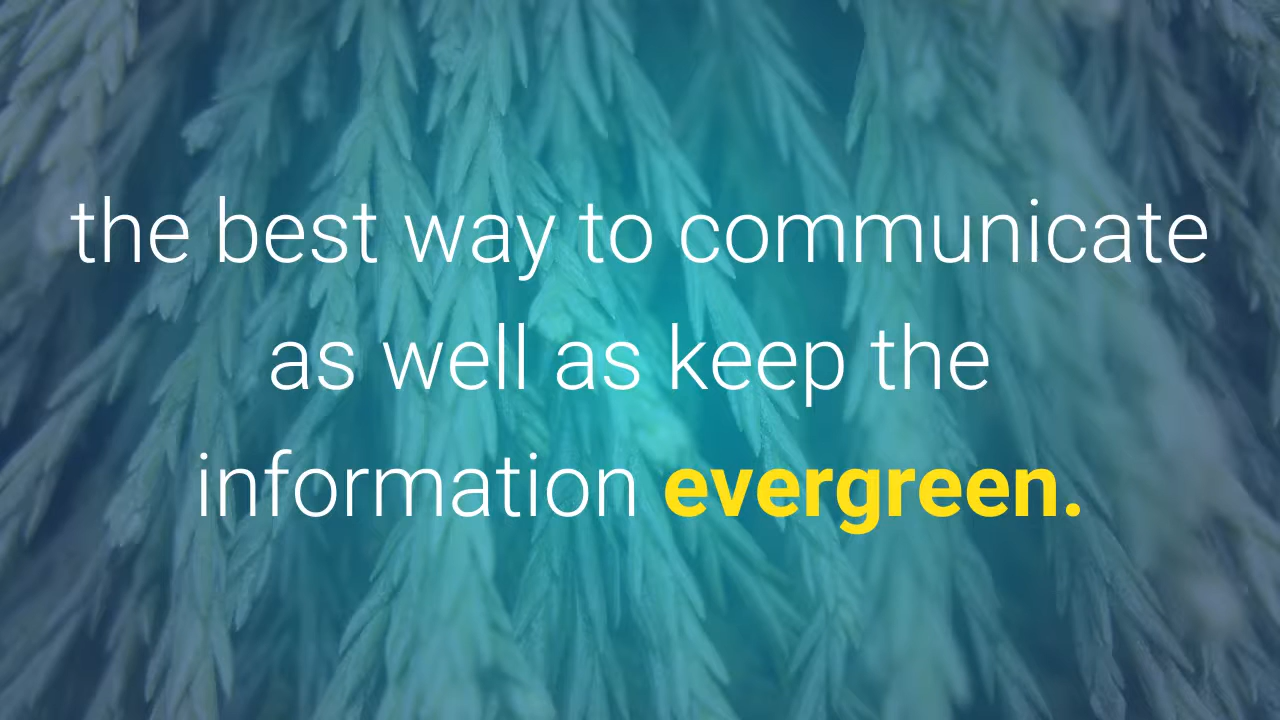 the best way to communicate
as well as keep the
information evergreen.